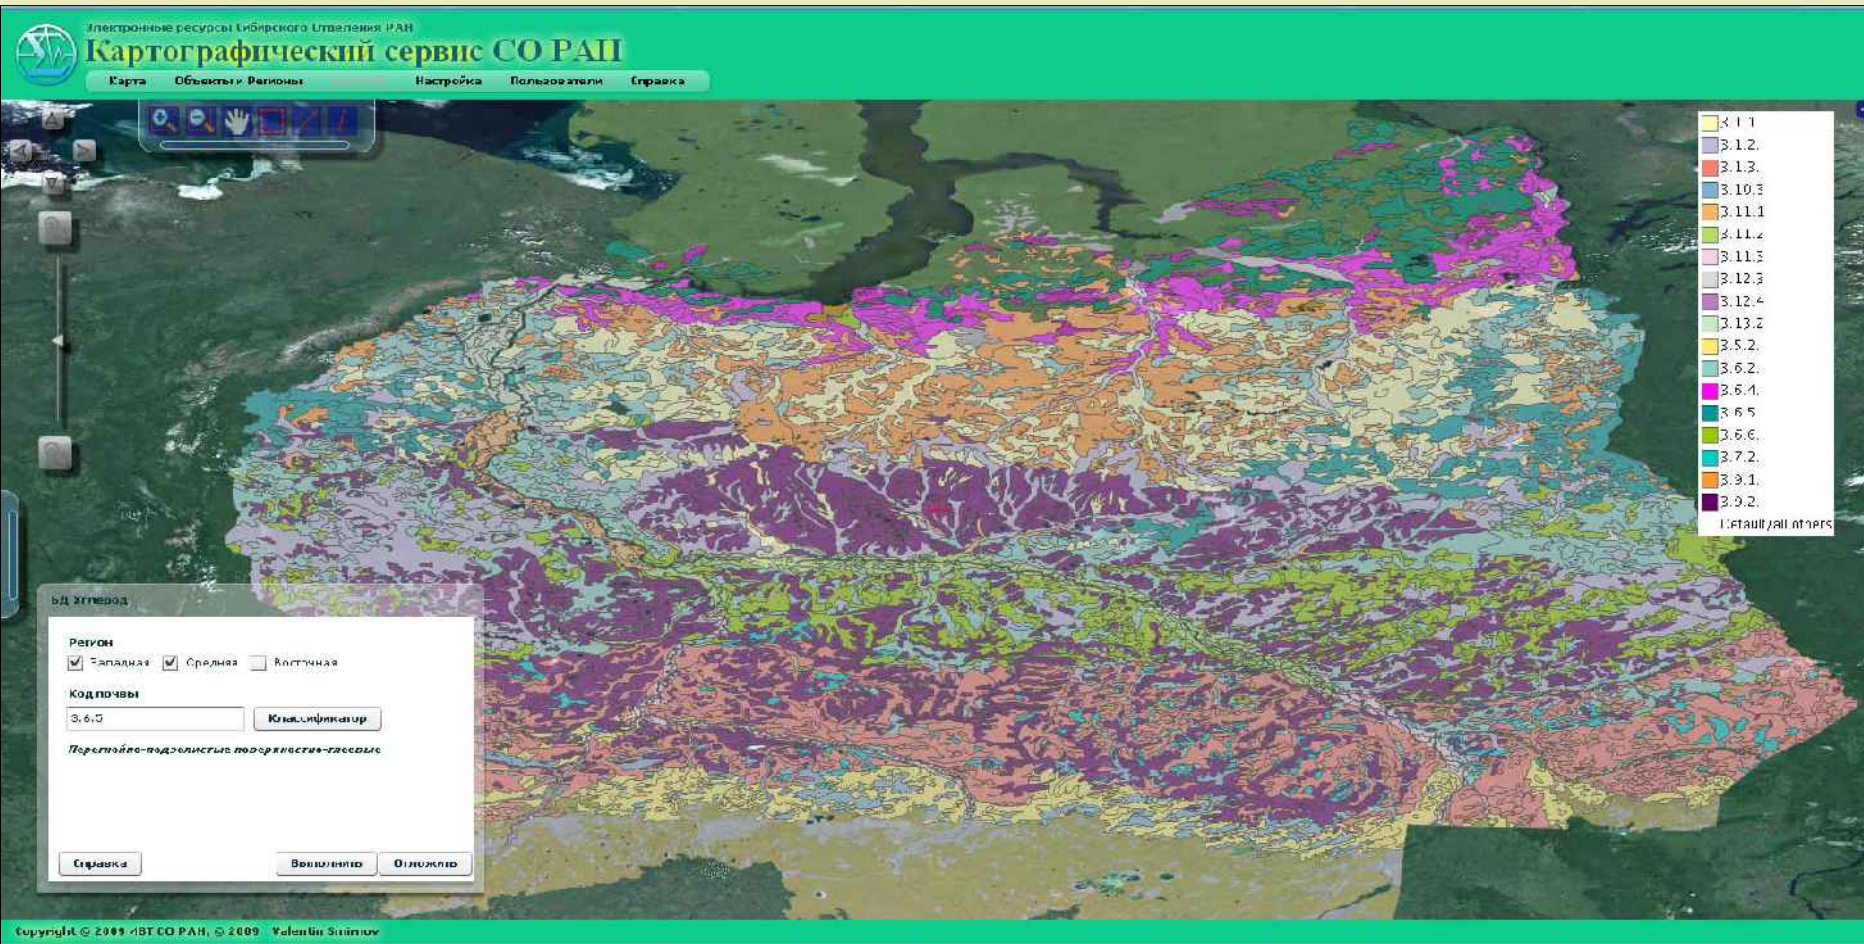 Электронные ресурсы Сибирского Отделения РАН
Картографический сервис СО РАН
Карта Объекты и Регионы Настройка Пользователи Справка
3.1.1
3.1.2.
3.1.3.
3.10.3
3.11.1
3.11.2
3.11.3
3.12.3
3.12.4
3.13.2
3.5.2.
3.6.2.
3.6.4.
3.6.5
3.6.6.
3.7.2.
3.9.1.
3.9.2.
Default/all others
БД Углерод
Регион
Западная Средняя Восточная
Код почвы
3.6.5 Классификатор
Перегнойно-подзолистые поверхностно-глеевые
Справка Выполнить Отложить
Copyright © 2009 ИВТ СО РАН, © 2009 Valentin Smirnov